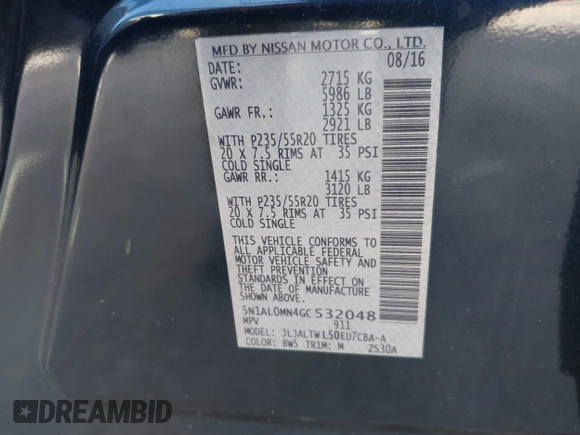 MFD BY NISSAN MOTOR CO., LTD.
DATE: 08/16
GVWR: 2715 KG
5986 LB
GAWR FR.: 1325 KG
2921 LB
WITH P235/55R20 TIRES
20 X 7.5 RIMS AT 35 PSI
COLD SINGLE
GAWR RR.: 1415 KG
3120 LB
WITH P235/55R20 TIRES
20 X 7.5 RIMS AT 35 PSI
COLD SINGLE
THIS VEHICLE CONFORMS TO
ALL APPLICABLE FEDERAL
MOTOR VEHICLE SAFETY AND
THEFT PREVENTION
STANDARDS IN EFFECT ON
THE DATE OF MANUFACTURE
SHOWN ABOVE.
5N1AL0MN4GC532048
MPV 911
MODEL: JLJALTWL50EU7CBA-A
COLOR: BW5 TRIM: M 2S30A
DREAMBID